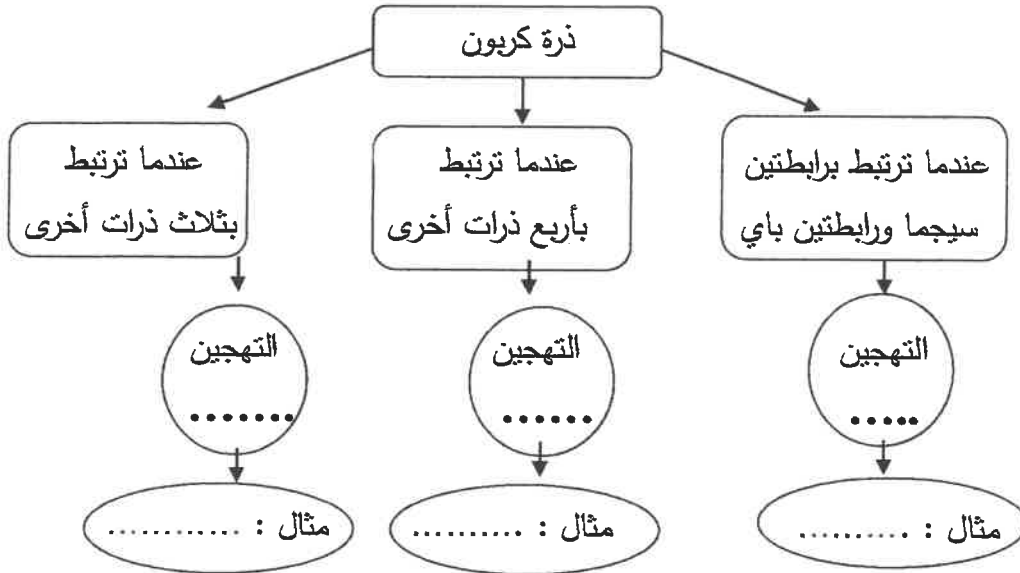 ذرة كربون
عندما ترتبط برابطتين
سيجما ورابطتين باي
عندما ترتبط
بأربع ذرات أخرى
عندما ترتبط
بثلاث ذرات أخرى
التهجين
.....
التهجين
......
التهجين
.......
مثال : ..........
مثال : ..........
مثال : ............